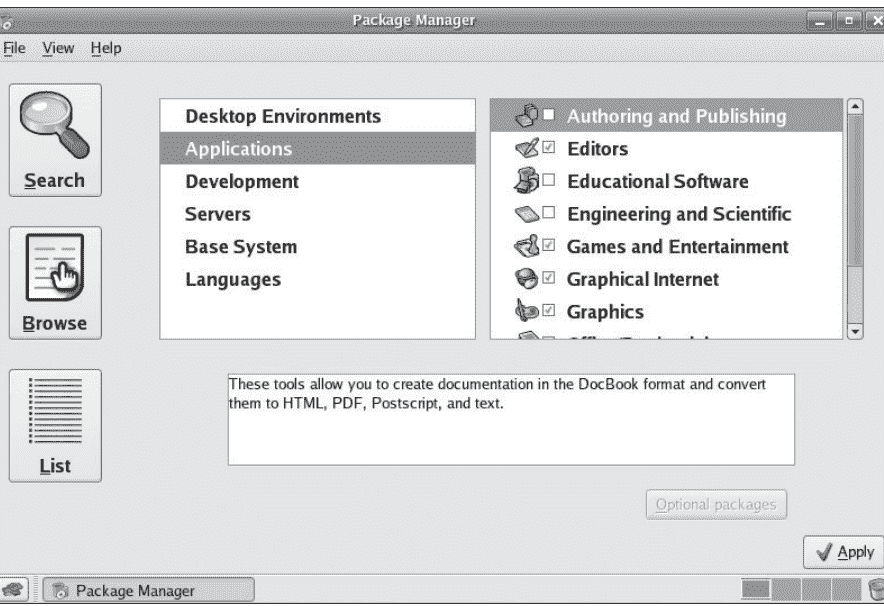 Package Manager
File View Help
Search
Browse
List
Desktop Environments
Applications
Development
Servers
Base System
Languages
Authoring and Publishing
Editors
Educational Software
Engineering and Scientific
Games and Entertainment
Graphical Internet
Graphics
These tools allow you to create documentation in the DocBook format and convert
them to HTML, PDF, Postscript, and text.
Optional packages
Apply
Package Manager